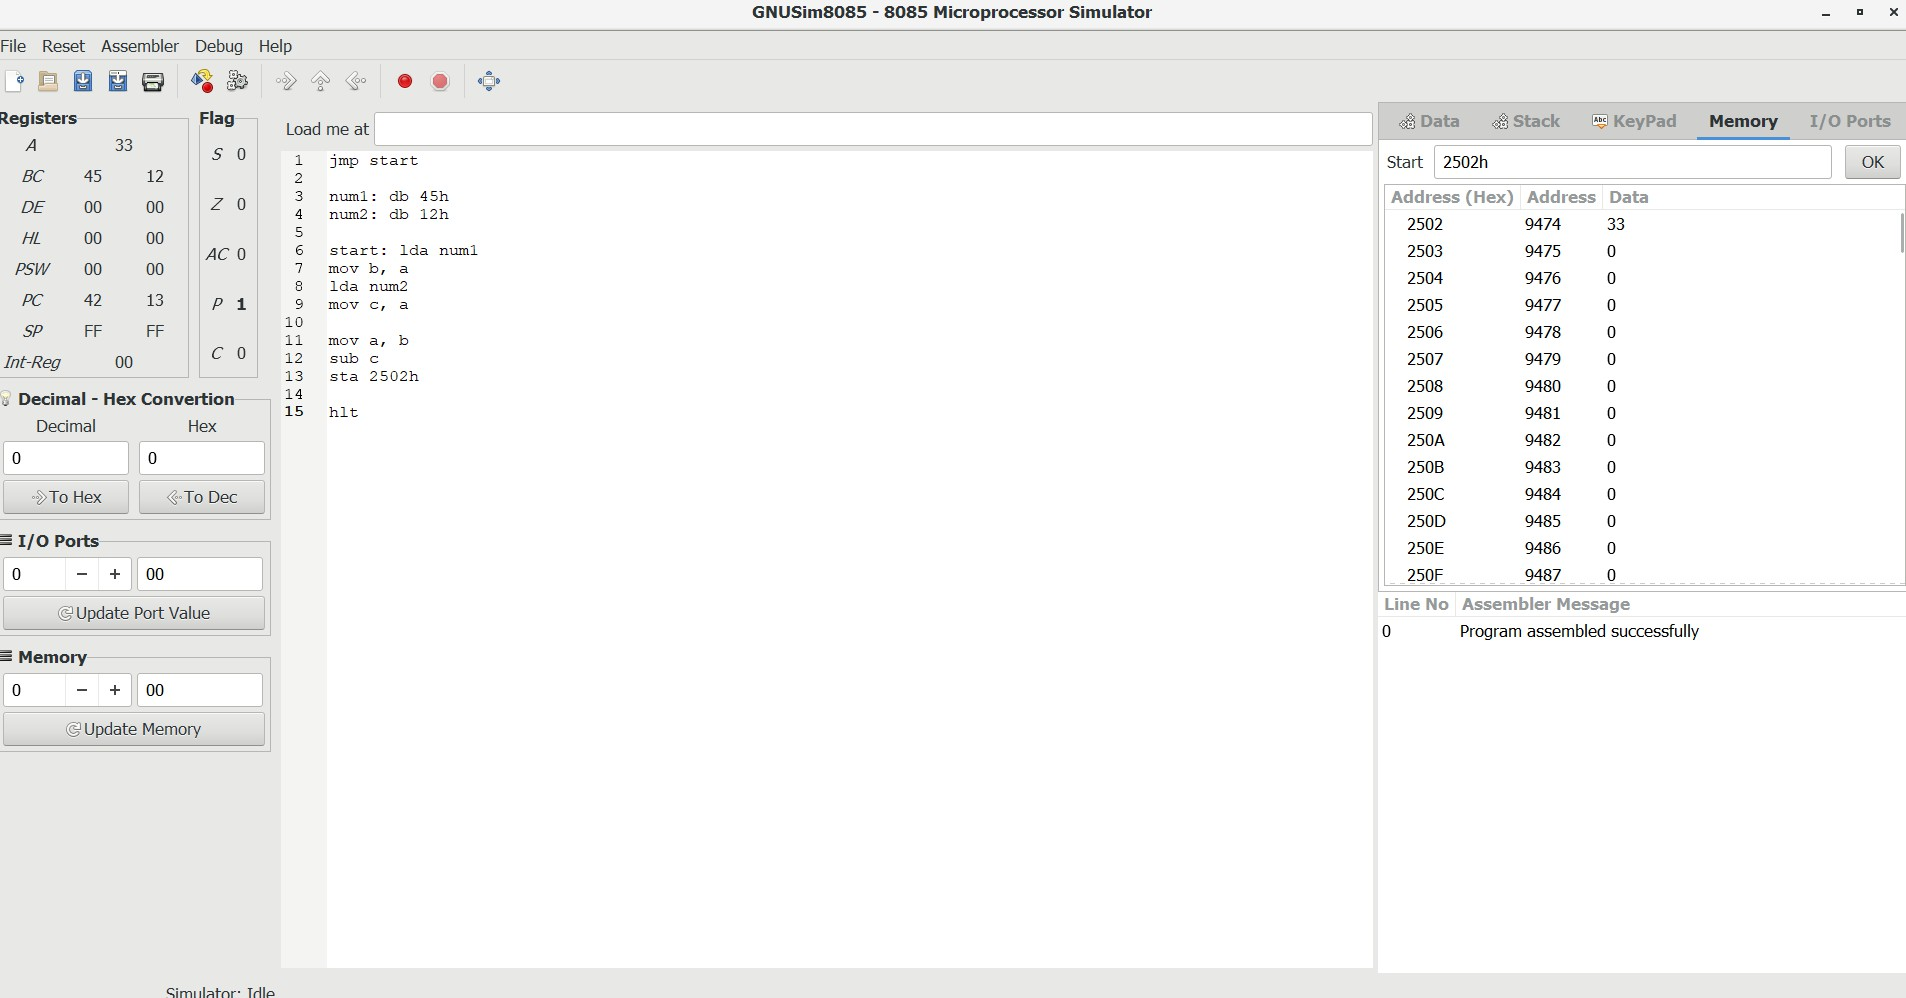 GNUSim8085 - 8085 Microprocessor Simulator
File Reset Assembler Debug Help
Registers
A 33
BC 45 12
DE 00 00
HL 00 00
PSW 00 00
PC 42 13
SP FF FF
Int-Reg 00
Flag
S 0
Z 0
AC 0
P 1
C 0
Decimal - Hex Convertion
Decimal Hex
0 0
To Hex To Dec
I/O Ports
0 − + 00
Update Port Value
Memory
0 − + 00
Update Memory
Load me at
1 jmp start
2
3 num1: db 45h
4 num2: db 12h
5
6 start: lda num1
7 mov b, a
8 lda num2
9 mov c, a
10
11 mov a, b
12 sub c
13 sta 2502h
14
15 hlt
Data Stack Abc KeyPad Memory I/O Ports
Start 2502h OK
Address (Hex) Address Data
2502 9474 33
2503 9475 0
2504 9476 0
2505 9477 0
2506 9478 0
2507 9479 0
2508 9480 0
2509 9481 0
250A 9482 0
250B 9483 0
250C 9484 0
250D 9485 0
250E 9486 0
250F 9487 0
Line No Assembler Message
0 Program assembled successfully
Simulator: Idle